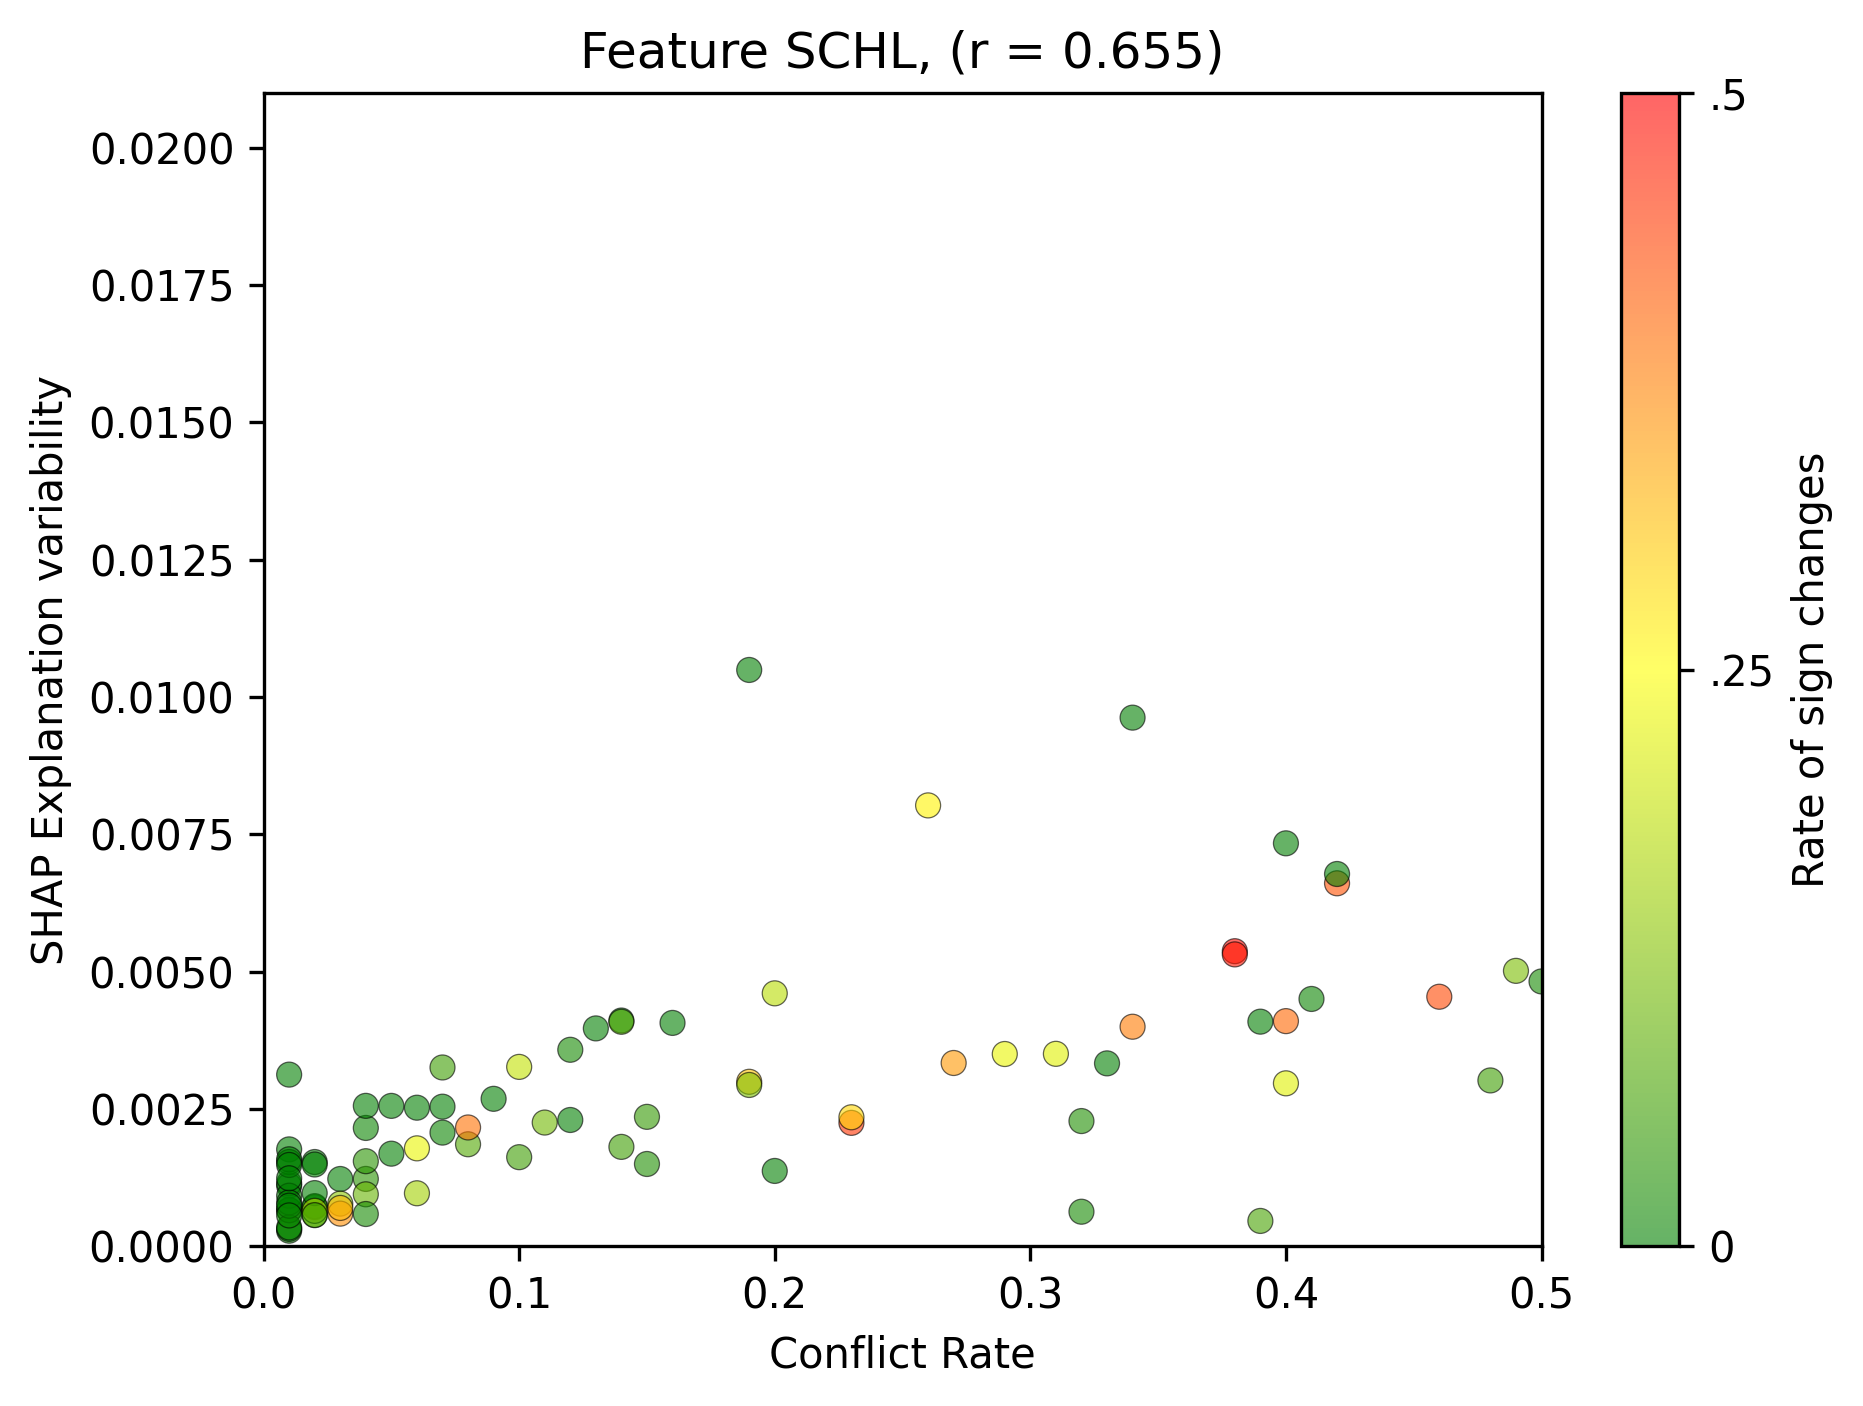 Feature SCHL, (r = 0.655)
0.0200
0.0175
0.0150
0.0125
0.0100
0.0075
0.0050
0.0025
0.0000
SHAP Explanation variability
0.0 0.1 0.2 0.3 0.4 0.5
Conflict Rate
.5
.25
0
Rate of sign changes